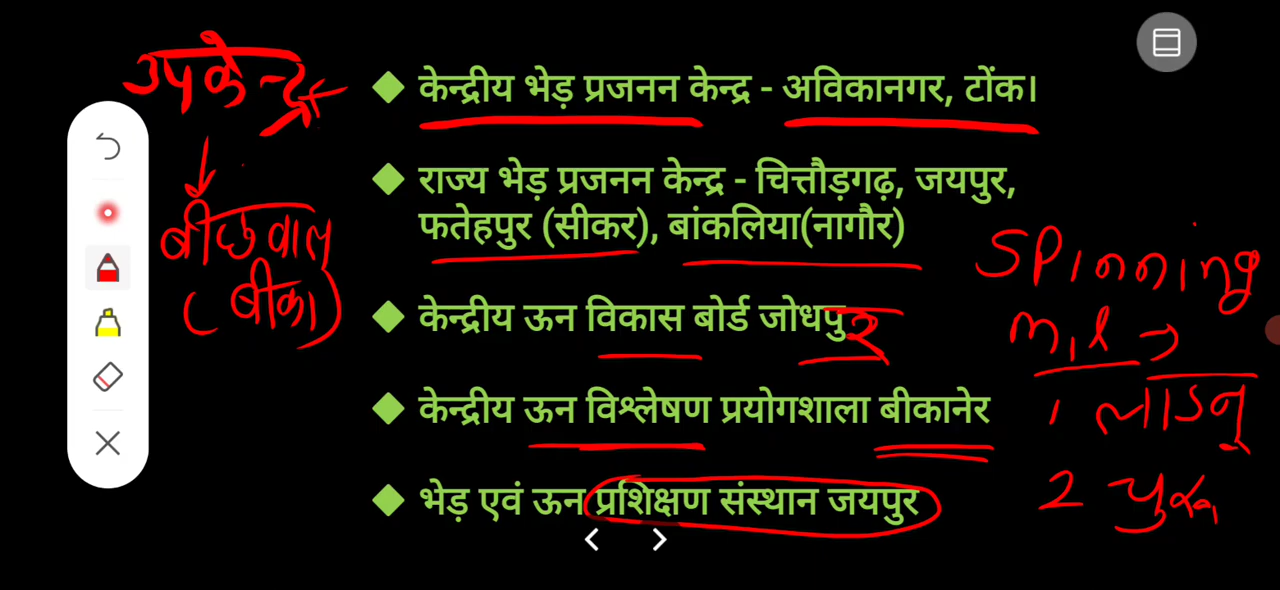 उपकेन्द्र
केन्द्रीय भेड़ प्रजनन केन्द्र - अविकानगर, टोंक।
राज्य भेड़ प्रजनन केन्द्र - चित्तौड़गढ़, जयपुर,
फतेहपुर (सीकर), बांकलिया(नागौर)
बीछवाल
(बीका)
केन्द्रीय ऊन विकास बोर्ड जोधपुर
केन्द्रीय ऊन विश्लेषण प्रयोगशाला बीकानेर
भेड़ एवं ऊन प्रशिक्षण संस्थान जयपुर
Spinning
mil →
1 लाडनू
2 चुरू